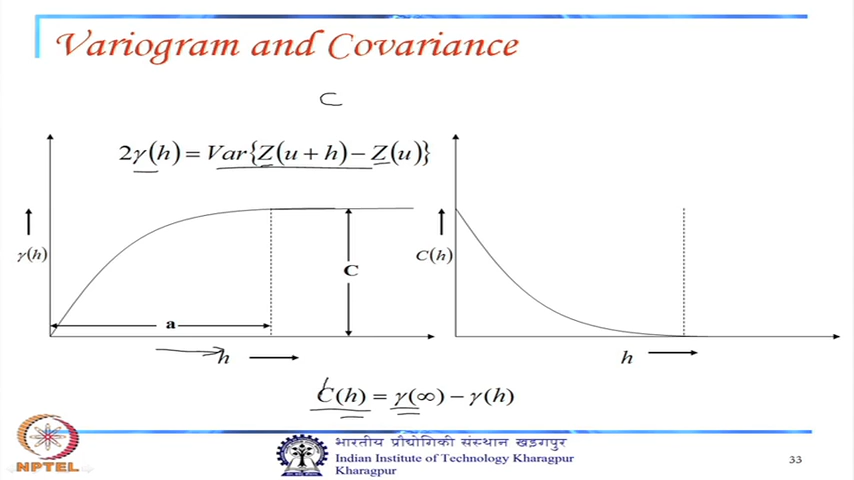 Variogram and Covariance
C
2γ(h) = Var{Z(u + h) − Z(u)}
γ(h)
C
a
h
C(h)
h
C(h) = γ(∞) − γ(h)
भारतीय प्रौद्योगिकी संस्थान खड़गपुर
Indian Institute of Technology Kharagpur
Kharagpur
NPTEL
33